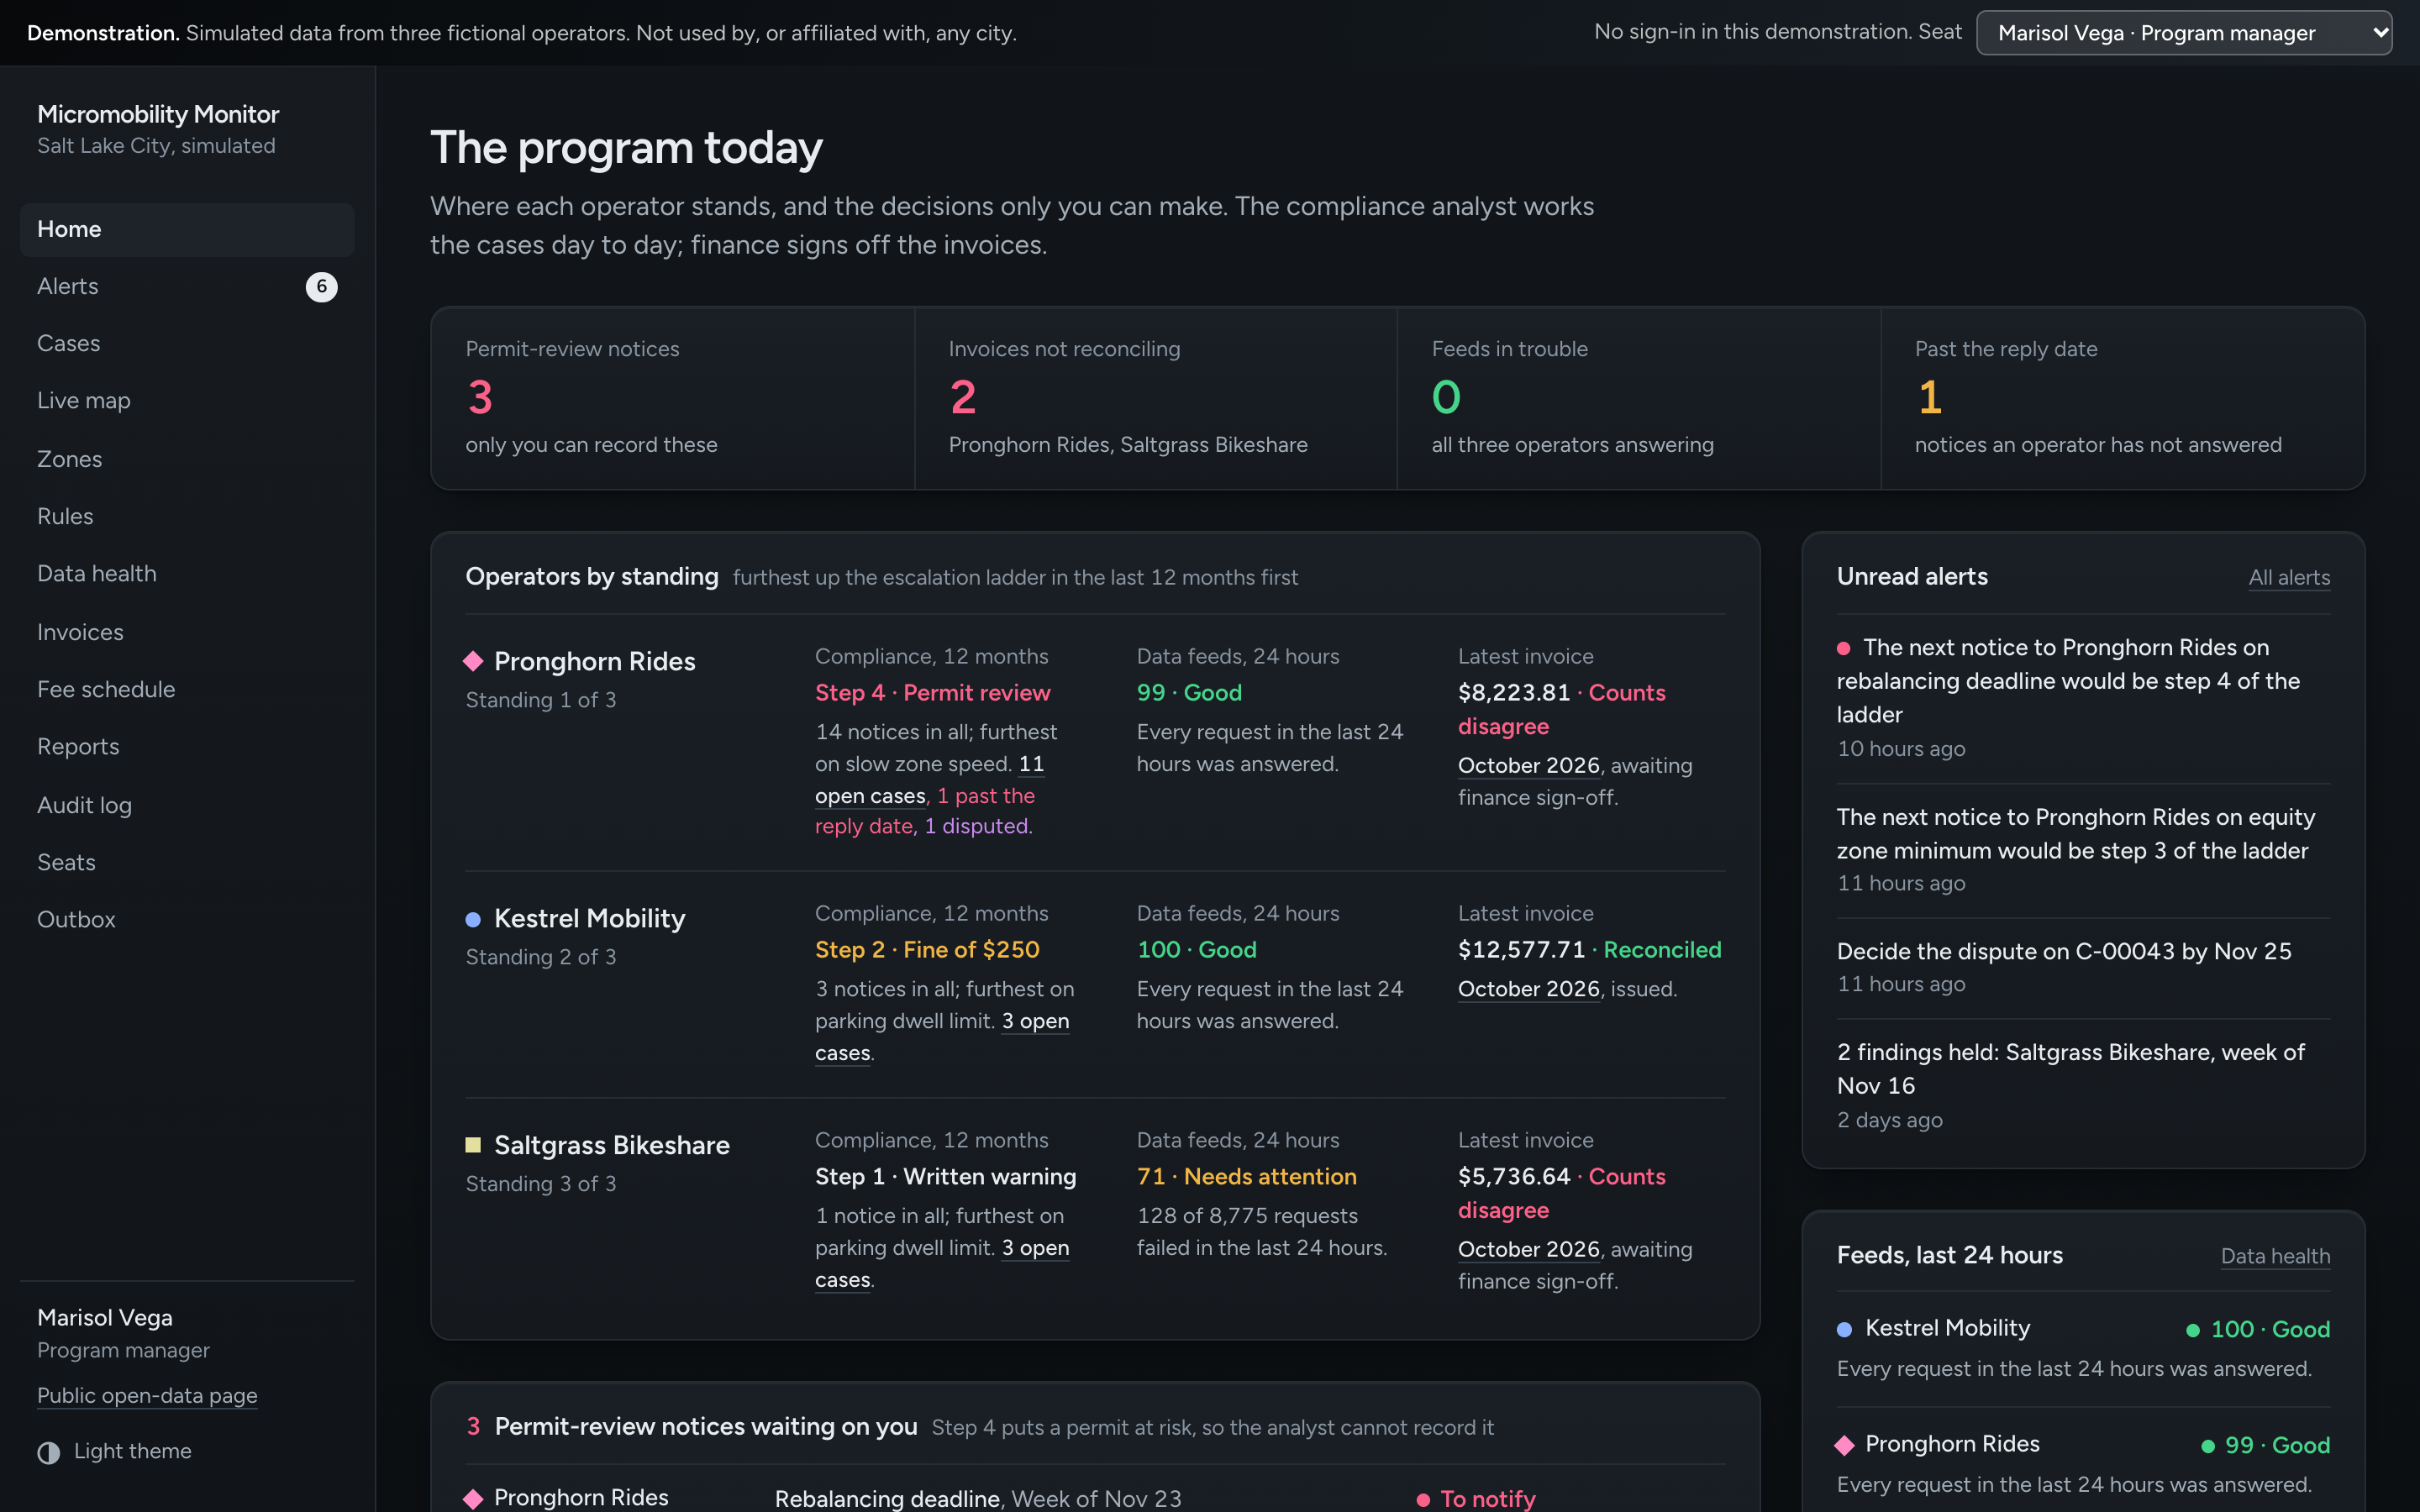 Demonstration. Simulated data from three fictional operators. Not used by, or affiliated with, any city.
No sign-in in this demonstration. Seat
Marisol Vega · Program manager
Micromobility Monitor
Salt Lake City, simulated
Home
Alerts
6
Cases
Live map
Zones
Rules
Data health
Invoices
Fee schedule
Reports
Audit log
Seats
Outbox
Marisol Vega
Program manager
Public open-data page
Light theme
The program today
Where each operator stands, and the decisions only you can make. The compliance analyst works
the cases day to day; finance signs off the invoices.
Permit-review notices
3
only you can record these
Invoices not reconciling
2
Pronghorn Rides, Saltgrass Bikeshare
Feeds in trouble
0
all three operators answering
Past the reply date
1
notices an operator has not answered
Operators by standing furthest up the escalation ladder in the last 12 months first
Pronghorn Rides
Standing 1 of 3
Compliance, 12 months
Step 4 · Permit review
14 notices in all; furthest
on slow zone speed. 11
open cases, 1 past the
reply date, 1 disputed.
Data feeds, 24 hours
99 · Good
Every request in the last 24
hours was answered.
Latest invoice
$8,223.81 · Counts
disagree
October 2026, awaiting
finance sign-off.
Kestrel Mobility
Standing 2 of 3
Compliance, 12 months
Step 2 · Fine of $250
3 notices in all; furthest on
parking dwell limit. 3 open
cases.
Data feeds, 24 hours
100 · Good
Every request in the last 24
hours was answered.
Latest invoice
$12,577.71 · Reconciled
October 2026, issued.
Saltgrass Bikeshare
Standing 3 of 3
Compliance, 12 months
Step 1 · Written warning
1 notice in all; furthest on
parking dwell limit. 3 open
cases.
Data feeds, 24 hours
71 · Needs attention
128 of 8,775 requests
failed in the last 24 hours.
Latest invoice
$5,736.64 · Counts
disagree
October 2026, awaiting
finance sign-off.
3 Permit-review notices waiting on you Step 4 puts a permit at risk, so the analyst cannot record it
Pronghorn Rides
Rebalancing deadline, Week of Nov 23
To notify
Unread alerts
All alerts
The next notice to Pronghorn Rides on
rebalancing deadline would be step 4 of the
ladder
10 hours ago
The next notice to Pronghorn Rides on equity
zone minimum would be step 3 of the ladder
11 hours ago
Decide the dispute on C-00043 by Nov 25
11 hours ago
2 findings held: Saltgrass Bikeshare, week of
Nov 16
2 days ago
Feeds, last 24 hours
Data health
Kestrel Mobility
100 · Good
Every request in the last 24 hours was answered.
Pronghorn Rides
99 · Good
Every request in the last 24 hours was answered.